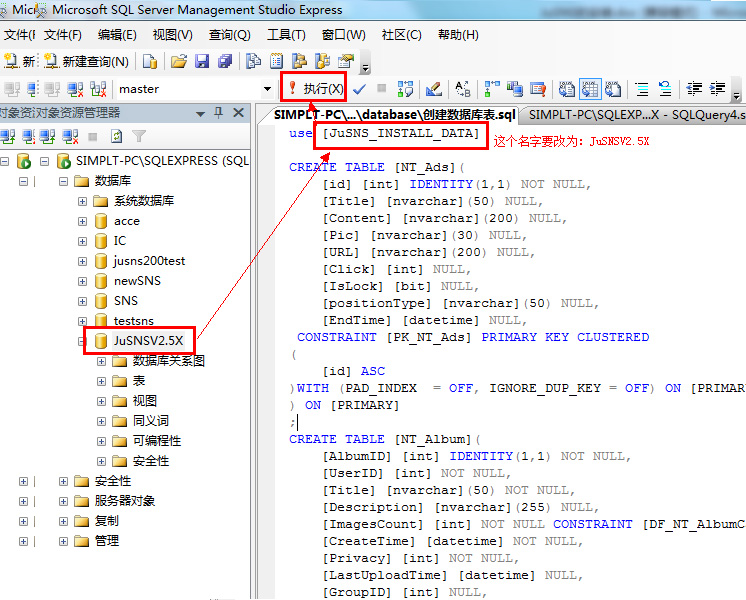 Microsoft SQL Server Management Studio Express
文件(F) 编辑(E) 视图(V) 查询(Q) 工具(T) 窗口(W) 社区(C) 帮助(H)
新建查询(N)
master
执行(X)
对象资源管理器
SIMPLT-PC\...\database\创建数据库表.sql
SIMPLT-PC\SQLEXP...X - SQLQuery4.s
SIMPLT-PC\SQLEXPRESS (SQL
数据库
系统数据库
acce
IC
jusns200test
newSNS
SNS
testsns
JuSNSV2.5X
数据库关系图
表
视图
同义词
可编程性
安全性
安全性
服务器对象
复制
管理
use [JuSNS_INSTALL_DATA]
这个名字要改为: JuSNSV2.5X
CREATE TABLE [NT_Ads](
[id] [int] IDENTITY(1,1) NOT NULL,
[Title] [nvarchar](50) NULL,
[Content] [nvarchar](200) NULL,
[Pic] [nvarchar](30) NULL,
[URL] [nvarchar](200) NULL,
[Click] [int] NULL,
[IsLock] [bit] NULL,
[positionType] [nvarchar](50) NULL,
[EndTime] [datetime] NULL,
CONSTRAINT [PK_NT_Ads] PRIMARY KEY CLUSTERED
(
[id] ASC
)WITH (PAD_INDEX = OFF, IGNORE_DUP_KEY = OFF) ON [PRIMAR
) ON [PRIMARY]
;
CREATE TABLE [NT_Album](
[AlbumID] [int] IDENTITY(1,1) NOT NULL,
[UserID] [int] NOT NULL,
[Title] [nvarchar](50) NOT NULL,
[Description] [nvarchar](255) NULL,
[ImagesCount] [int] NOT NULL CONSTRAINT [DF_NT_AlbumC
[CreateTime] [datetime] NOT NULL,
[Privacy] [int] NOT NULL,
[LastUploadTime] [datetime] NULL,
[GroupID] [int] NULL,